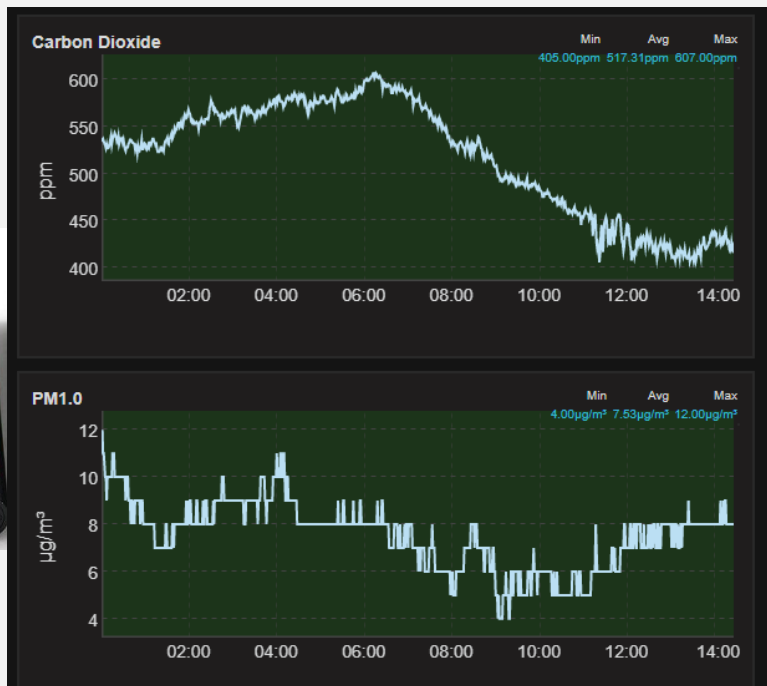 Carbon Dioxide
Min Avg Max
405.00ppm 517.31ppm 607.00ppm
600
550
500
450
400
ppm
02:00 04:00 06:00 08:00 10:00 12:00 14:00
PM1.0
Min Avg Max
4.00µg/m³ 7.53µg/m³ 12.00µg/m³
12
10
8
6
4
µg/m³
02:00 04:00 06:00 08:00 10:00 12:00 14:00